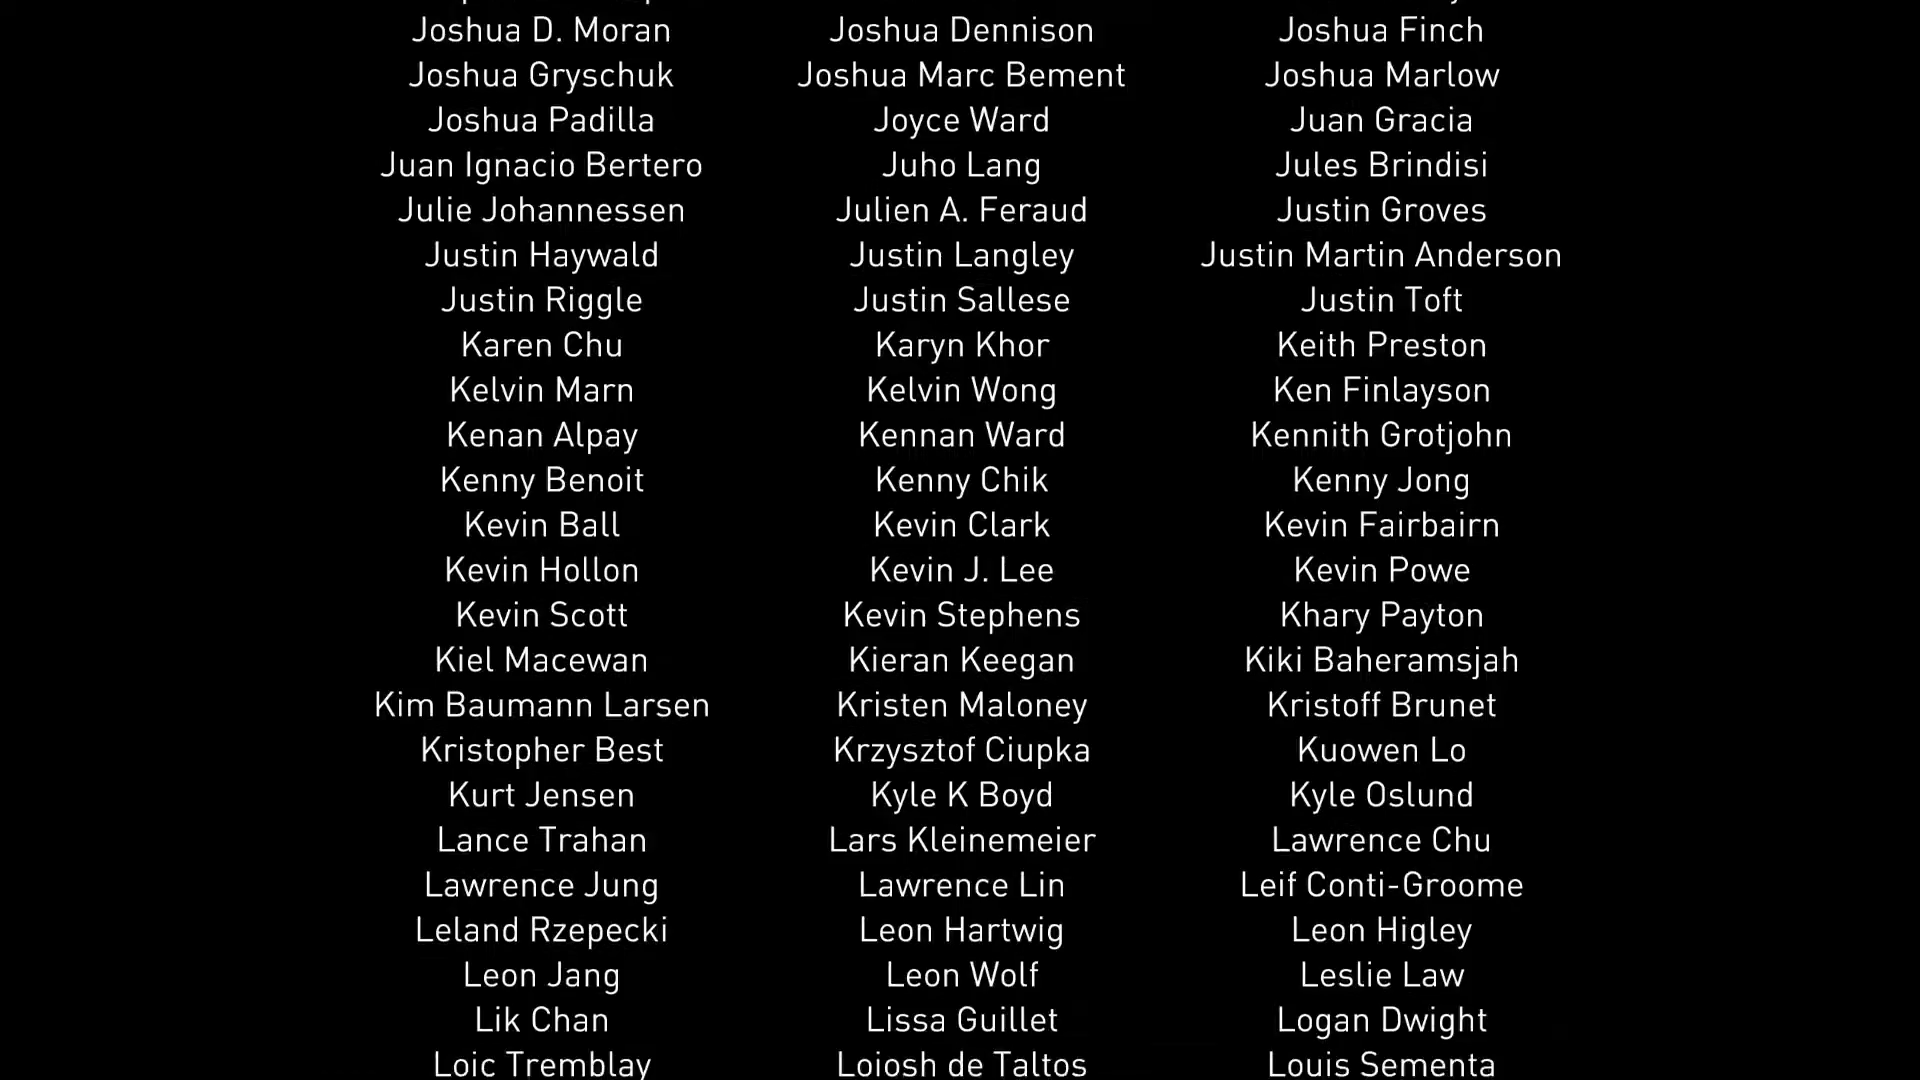 Joshua D. Moran Joshua Dennison Joshua Finch
Joshua Gryschuk Joshua Marc Bement Joshua Marlow
Joshua Padilla Joyce Ward Juan Gracia
Juan Ignacio Bertero Juho Lang Jules Brindisi
Julie Johannessen Julien A. Feraud Justin Groves
Justin Haywald Justin Langley Justin Martin Anderson
Justin Riggle Justin Sallese Justin Toft
Karen Chu Karyn Khor Keith Preston
Kelvin Marn Kelvin Wong Ken Finlayson
Kenan Alpay Kennan Ward Kennith Grotjohn
Kenny Benoit Kenny Chik Kenny Jong
Kevin Ball Kevin Clark Kevin Fairbairn
Kevin Hollon Kevin J. Lee Kevin Powe
Kevin Scott Kevin Stephens Khary Payton
Kiel Macewan Kieran Keegan Kiki Baheramsjah
Kim Baumann Larsen Kristen Maloney Kristoff Brunet
Kristopher Best Krzysztof Ciupka Kuowen Lo
Kurt Jensen Kyle K Boyd Kyle Oslund
Lance Trahan Lars Kleinemeier Lawrence Chu
Lawrence Jung Lawrence Lin Leif Conti-Groome
Leland Rzepecki Leon Hartwig Leon Higley
Leon Jang Leon Wolf Leslie Law
Lik Chan Lissa Guillet Logan Dwight
Loic Tremblay Loiosh de Taltos Louis Sementa